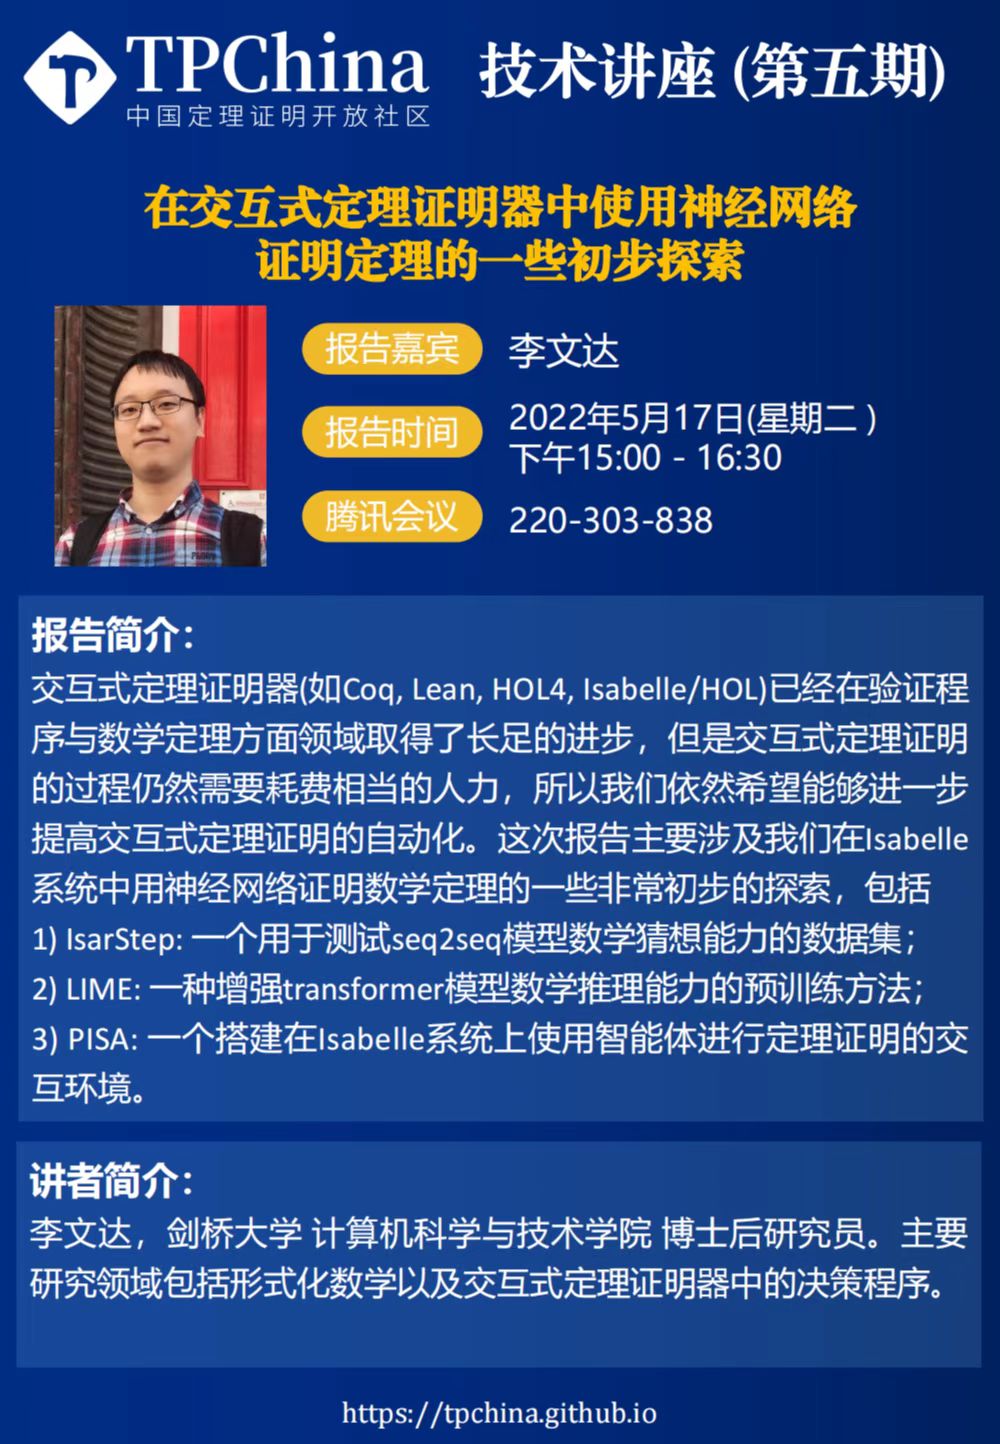 TPChina
中国定理证明开放社区
技术讲座 (第五期)
在交互式定理证明器中使用神经网络
证明定理的一些初步探索
报告嘉宾 李文达
报告时间 2022年5月17日(星期二 )
下午15:00 - 16:30
腾讯会议 220-303-838
报告简介：
交互式定理证明器(如Coq, Lean, HOL4, Isabelle/HOL)已经在验证程
序与数学定理方面领域取得了长足的进步，但是交互式定理证明
的过程仍然需要耗费相当的人力，所以我们依然希望能够进一步
提高交互式定理证明的自动化。这次报告主要涉及我们在Isabelle
系统中用神经网络证明数学定理的一些非常初步的探索，包括
1) IsarStep: 一个用于测试seq2seq模型数学猜想能力的数据集；
2) LIME: 一种增强transformer模型数学推理能力的预训练方法；
3) PISA: 一个搭建在Isabelle系统上使用智能体进行定理证明的交
互环境。
讲者简介：
李文达，剑桥大学 计算机科学与技术学院 博士后研究员。主要
研究领域包括形式化数学以及交互式定理证明器中的决策程序。
https://tpchina.github.io